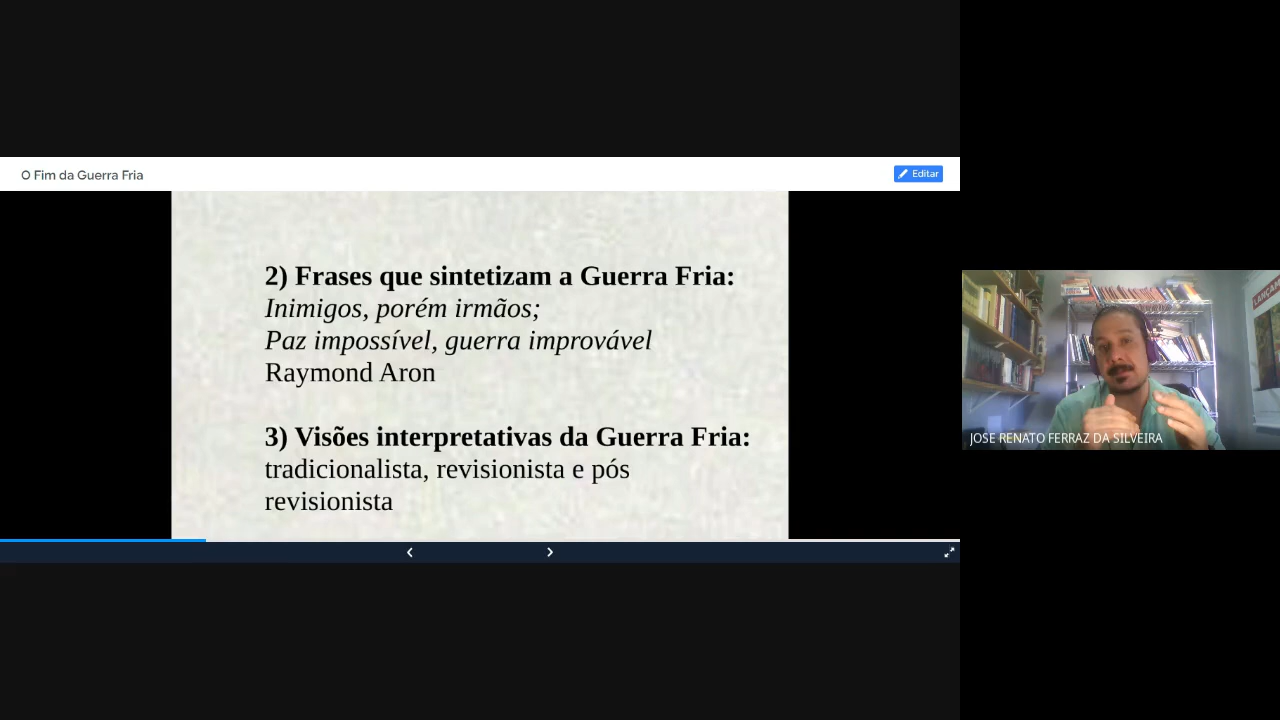 O Fim da Guerra Fria
Editar
2) Frases que sintetizam a Guerra Fria:
Inimigos, porém irmãos;
Paz impossível, guerra improvável
Raymond Aron
3) Visões interpretativas da Guerra Fria:
tradicionalista, revisionista e pós
revisionista
LANÇAM
JOSE RENATO FERRAZ DA SILVEIRA